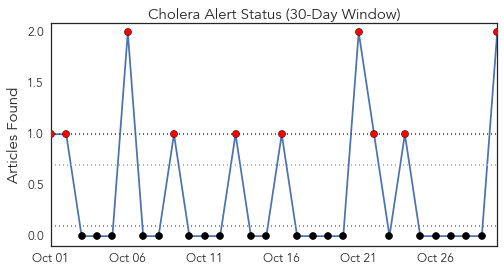 Cholera Alert Status (30-Day Window)
Articles Found
2.0
1.5
1.0
0.5
0.0
Oct 01 Oct 06 Oct 11 Oct 16 Oct 21 Oct 26